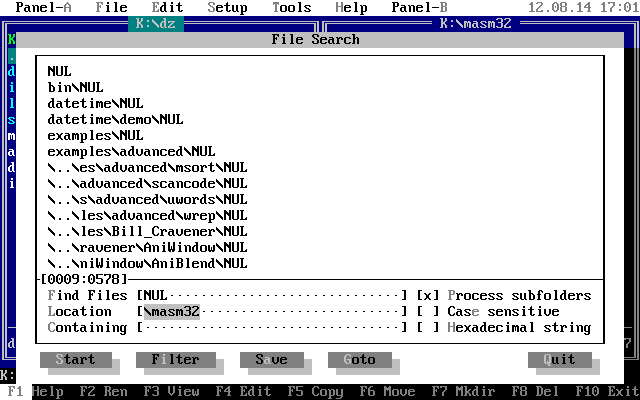 Panel-A File Edit Setup Tools Help Panel-B 12.08.14 17:01
K:\dz K:\masm32
File Search
NUL
bin\NUL
datetime\NUL
datetime\demo\NUL
examples\NUL
examples\advanced\NUL
\..\es\advanced\msort\NUL
\..\advanced\scancode\NUL
\..\s\advanced\uwords\NUL
\..\les\advanced\wrep\NUL
\..\les\Bill_Cravener\NUL
\..\ravener\AniWindow\NUL
\..\niWindow\AniBlend\NUL
[0009:0578]
Find Files [NUL] [x] Process subfolders
Location [\masm32] [ ] Case sensitive
Containing [] [ ] Hexadecimal string
Start Filter Save Goto Quit
K:
F1 Help F2 Ren F3 View F4 Edit F5 Copy F6 Move F7 Mkdir F8 Del F10 Exit